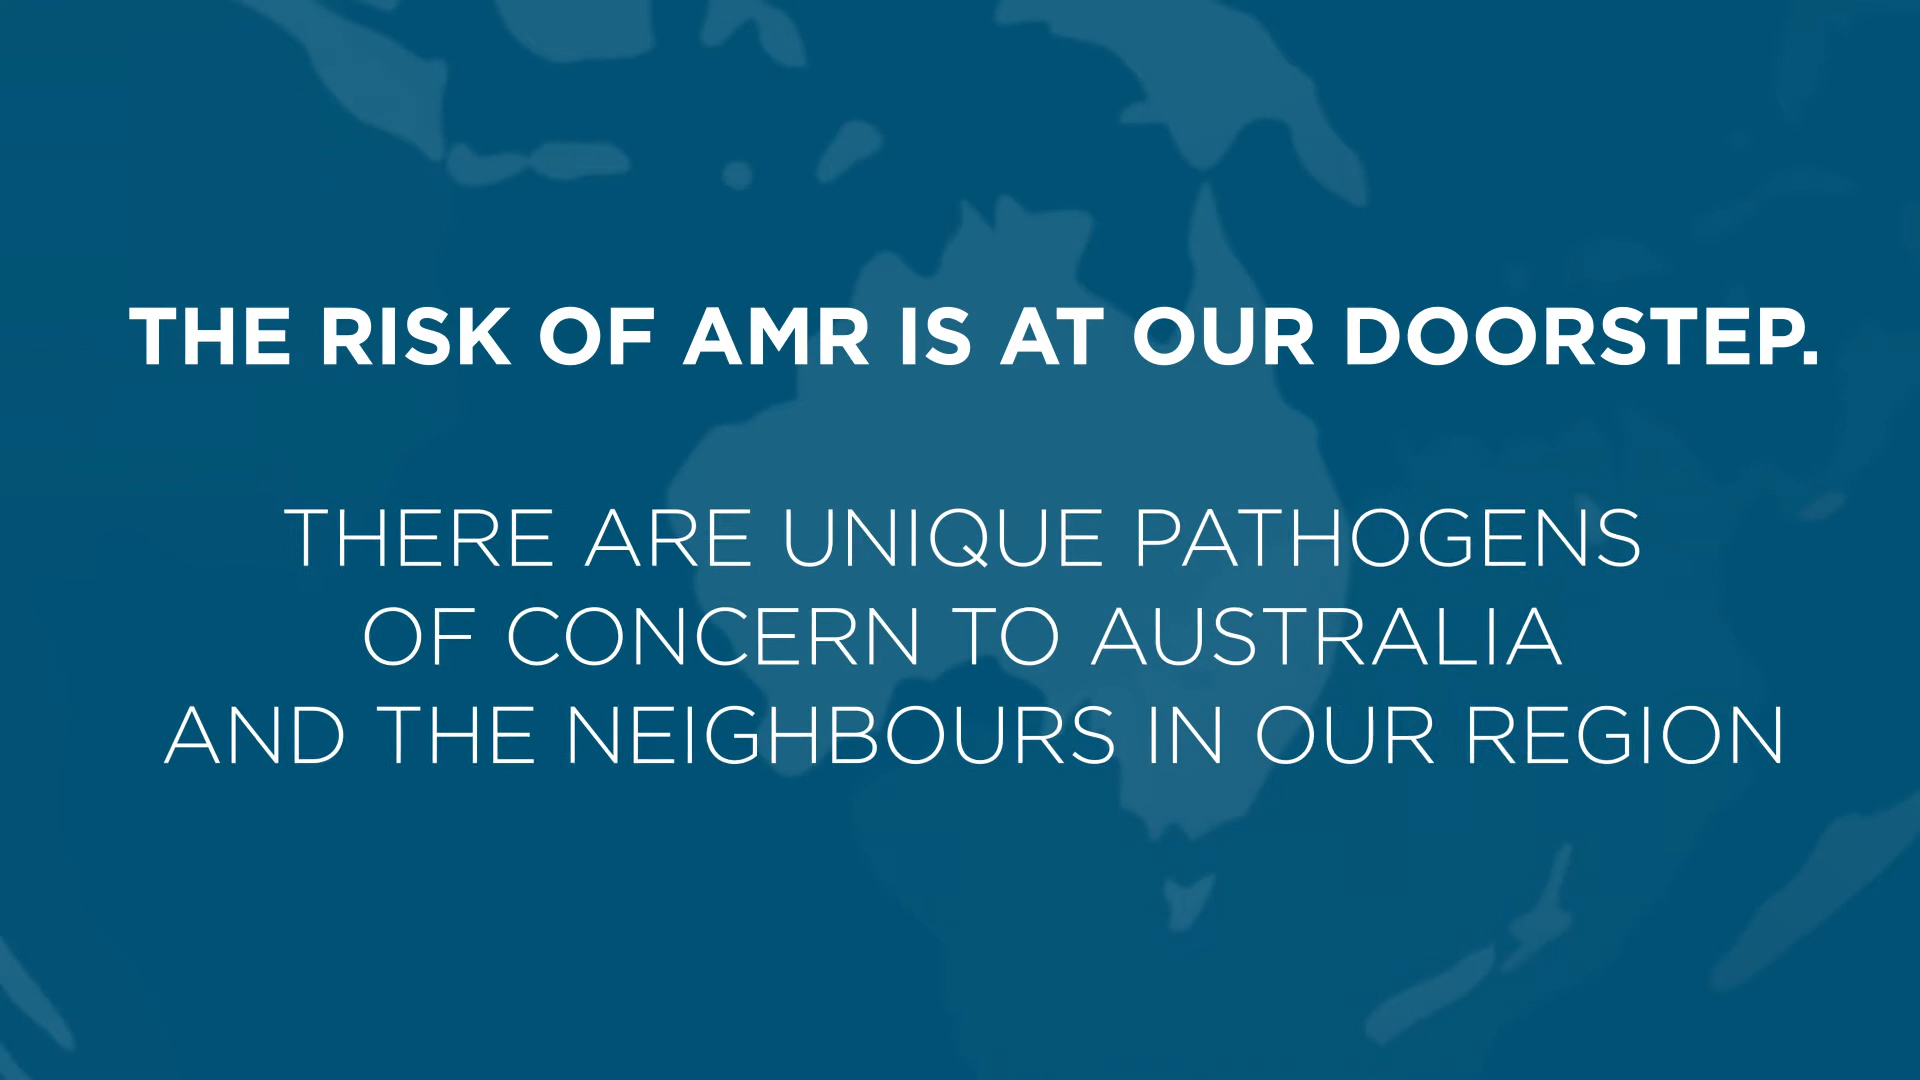 THE RISK OF AMR IS AT OUR DOORSTEP.
THERE ARE UNIQUE PATHOGENS
OF CONCERN TO AUSTRALIA
AND THE NEIGHBOURS IN OUR REGION